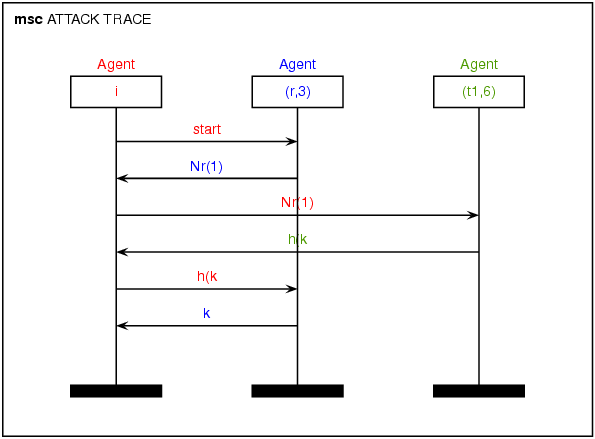 msc ATTACK TRACE
Agent Agent Agent
i (r,3) (t1,6)
start
Nr(1)
Nr(1)
h(k
h(k
k